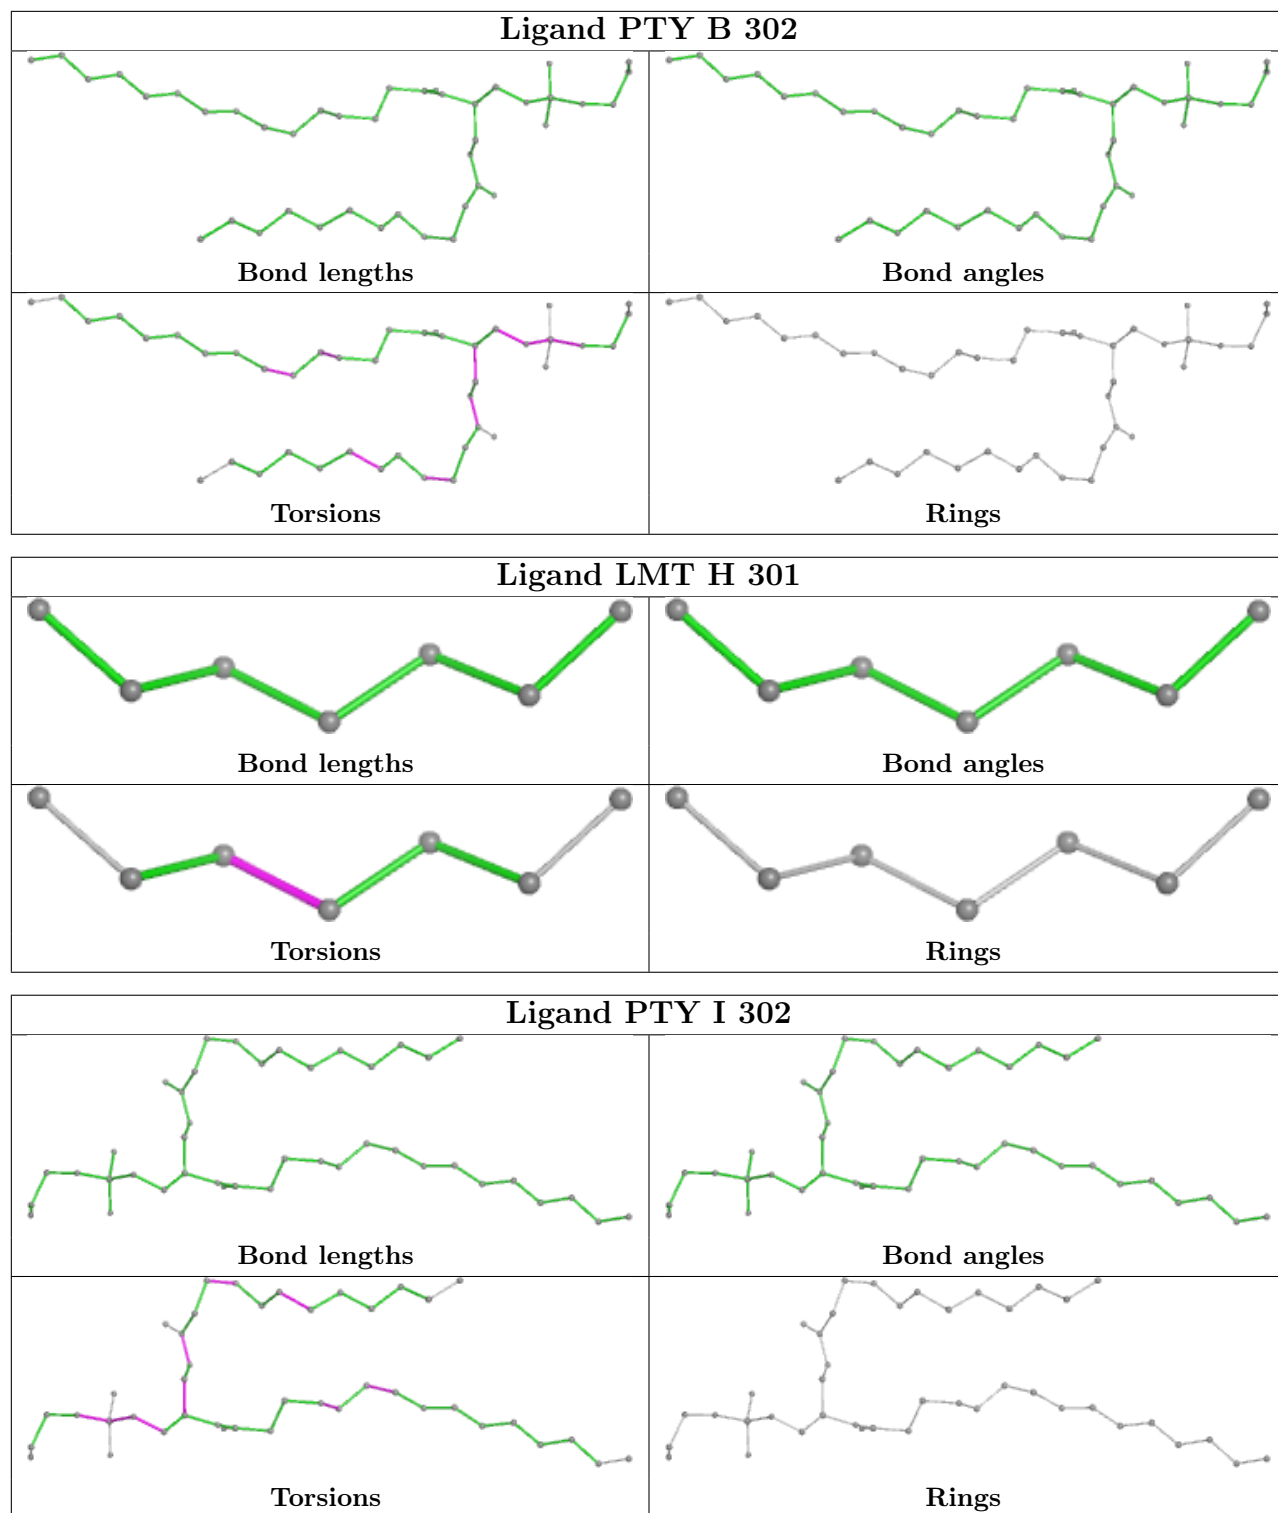 Ligand PTY B 302
Bond lengths
Bond angles
Torsions
Rings
Ligand LMT H 301
Bond lengths
Bond angles
Torsions
Rings
Ligand PTY I 302
Bond lengths
Bond angles
Torsions
Rings